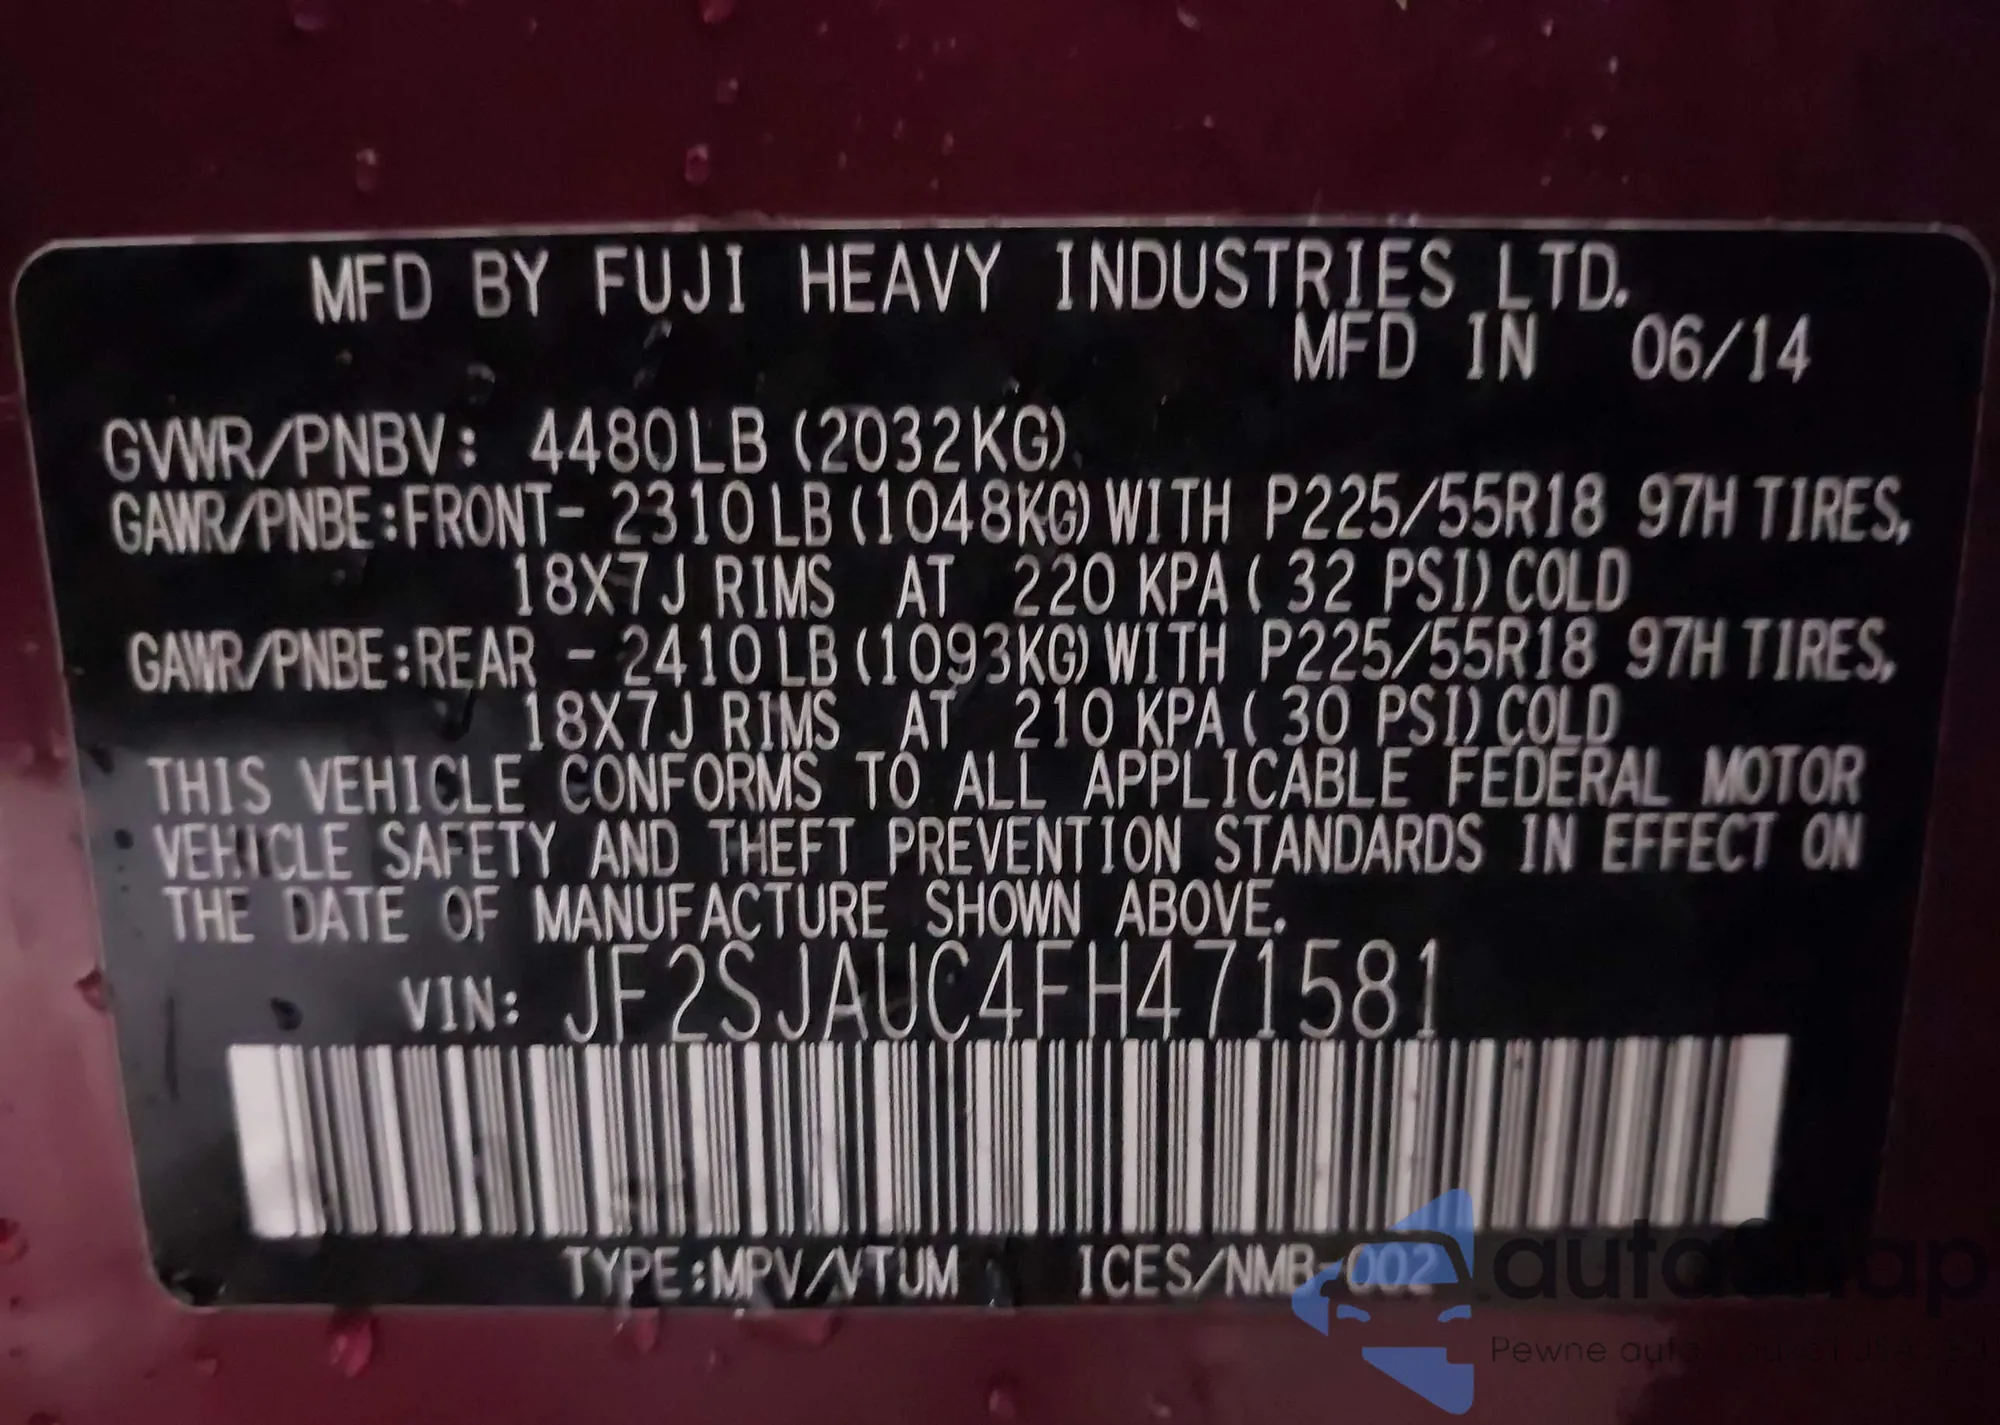 MFD BY FUJI HEAVY INDUSTRIES LTD.
MFD IN 06/14
GVWR/PNBV: 4480LB (2032KG)
GAWR/PNBE:FRONT- 2310LB (1048KG) WITH P225/55R18 97H TIRES,
18X7J RIMS AT 220 KPA ( 32 PSI) COLD
GAWR/PNBE:REAR - 2410LB (1093KG) WITH P225/55R18 97H TIRES,
18X7J RIMS AT 210 KPA ( 30 PSI) COLD
THIS VEHICLE CONFORMS TO ALL APPLICABLE FEDERAL MOTOR
VEHICLE SAFETY AND THEFT PREVENTION STANDARDS IN EFFECT ON
THE DATE OF MANUFACTURE SHOWN ABOVE.
VIN: JF2SJAUC4FH471581
TYPE:MPV/VTUM ICES/NMB-002
autoSnap
Pewne auta